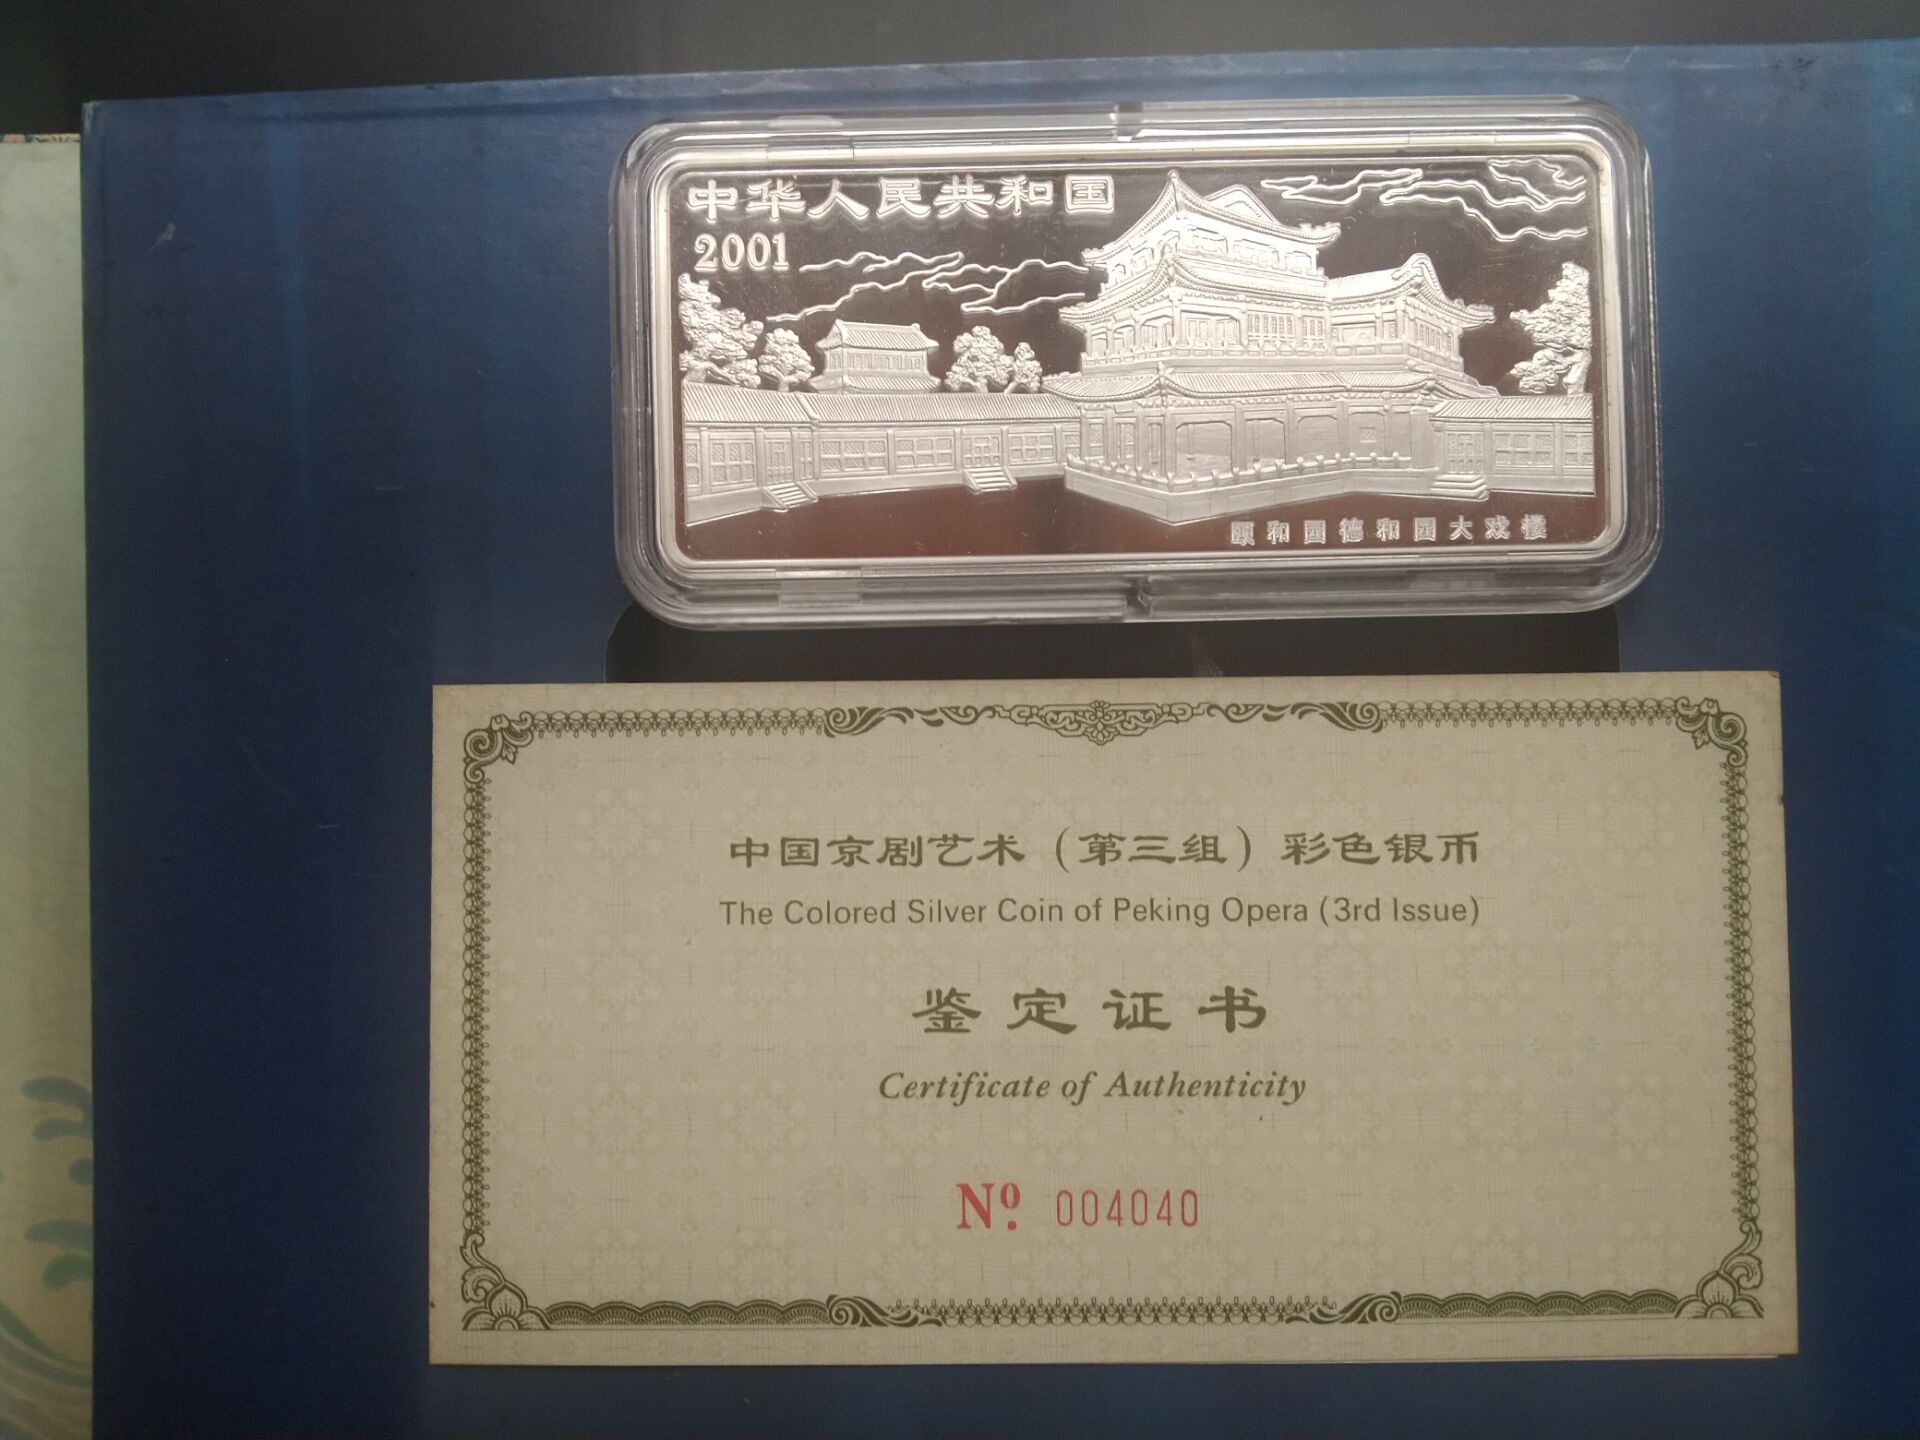 中华人民共和国
2001
颐和园德和园大戏楼
中国京剧艺术（第三组）彩色银币
The Colored Silver Coin of Peking Opera (3rd Issue)
鉴定证书
Certificate of Authenticity
Nº. 004040